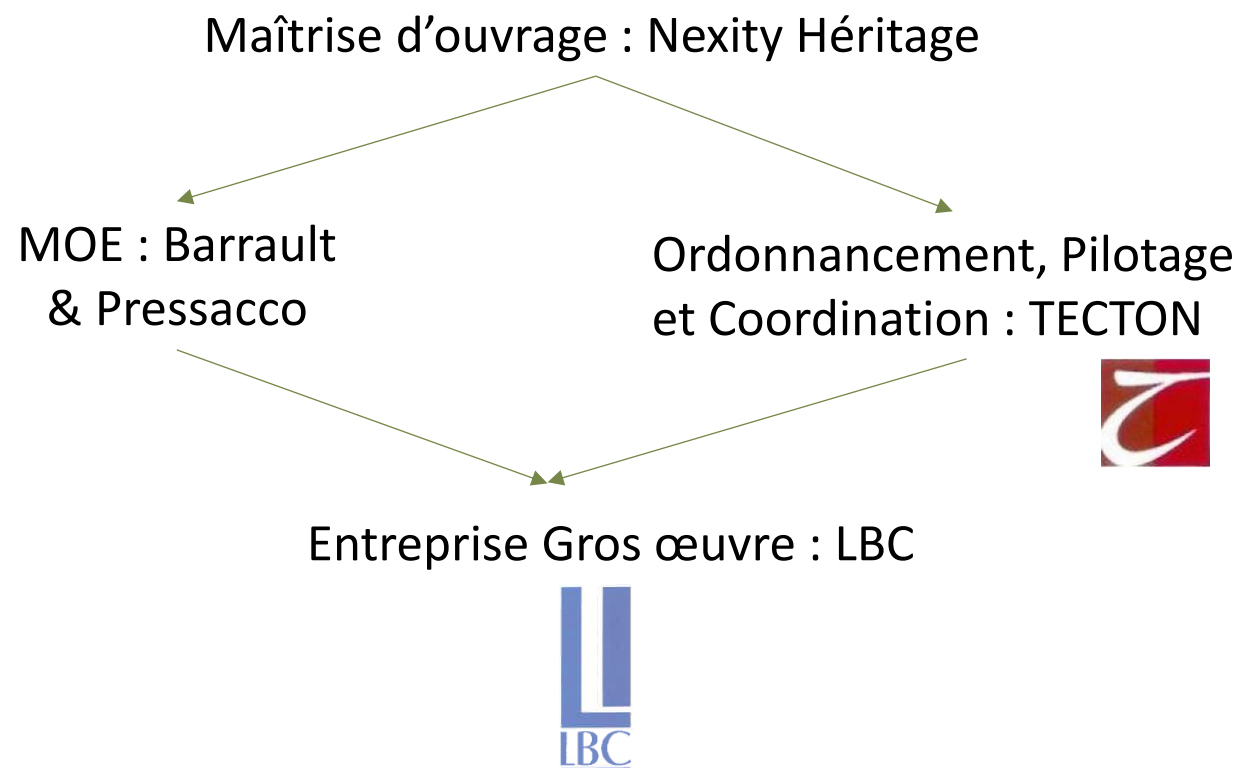 Maîtrise d’ouvrage : Nexity Héritage
MOE : Barrault
& Pressacco
Ordonnancement, Pilotage
et Coordination : TECTON
Entreprise Gros œuvre : LBC
LBC